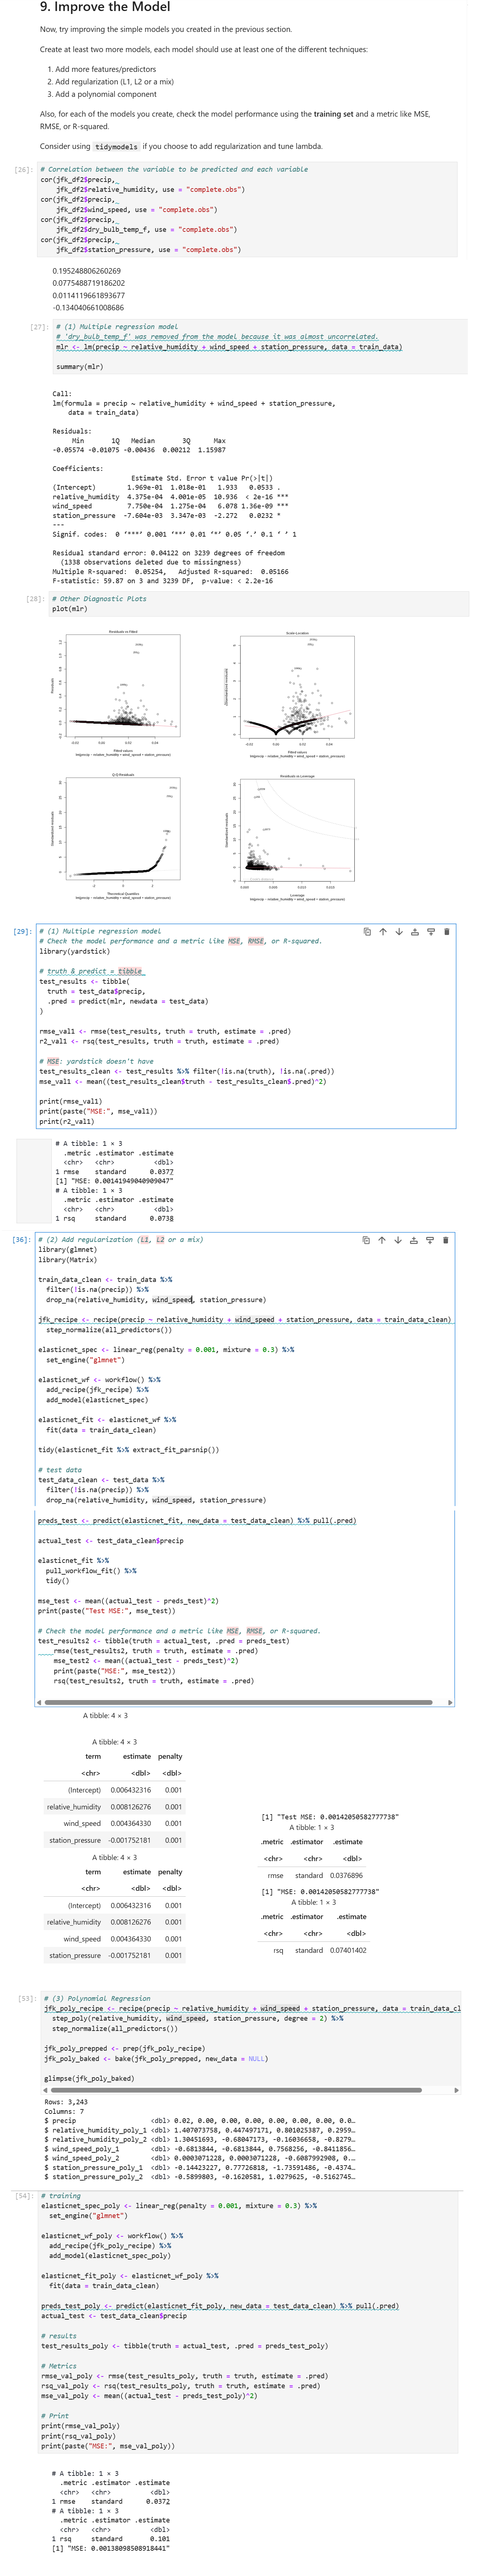 9. Improve the Model
Now, try improving the simple models you created in the previous section.
Create at least two more models, each model should use at least one of the different techniques:
1. Add more features/predictors
2. Add regularization (L1, L2 or a mix)
3. Add a polynomial component
Also, for each of the models you create, check the model performance using the training set and a metric like MSE,
RMSE, or R-squared.
Consider using tidymodels if you choose to add regularization and tune lambda.
[26]:
# Correlation between the variable to be predicted and each variable
cor(jfk_df2$precip,
    jfk_df2$relative_humidity, use = "complete.obs")
cor(jfk_df2$precip,
    jfk_df2$wind_speed, use = "complete.obs")
cor(jfk_df2$precip,
    jfk_df2$dry_bulb_temp_f, use = "complete.obs")
cor(jfk_df2$precip,
    jfk_df2$station_pressure, use = "complete.obs")
0.195248806260269
0.0775488719186202
0.0114119661893677
-0.134040661008686
[27]:
# (1) Multiple regression model
# 'dry_bulb_temp_f' was removed from the model because it was almost uncorrelated.
mlr <- lm(precip ~ relative_humidity + wind_speed + station_pressure, data = train_data)
summary(mlr)
Call:
lm(formula = precip ~ relative_humidity + wind_speed + station_pressure,
    data = train_data)
Residuals:
     Min       1Q   Median       3Q      Max
-0.05574 -0.01075 -0.00436  0.00212  1.15987
Coefficients:
                    Estimate Std. Error t value Pr(>|t|)
(Intercept)        1.969e-01  1.018e-01   1.933   0.0533 .
relative_humidity  4.375e-04  4.001e-05  10.936  < 2e-16 ***
wind_speed         7.750e-04  1.275e-04   6.078 1.36e-09 ***
station_pressure  -7.604e-03  3.347e-03  -2.272   0.0232 *
---
Signif. codes:  0 ‘***’ 0.001 ‘**’ 0.01 ‘*’ 0.05 ‘.’ 0.1 ‘ ’ 1
Residual standard error: 0.04122 on 3239 degrees of freedom
  (1338 observations deleted due to missingness)
Multiple R-squared:  0.05254,	Adjusted R-squared:  0.05166
F-statistic: 59.87 on 3 and 3239 DF,  p-value: < 2.2e-16
[28]:
# Other Diagnostic Plots
plot(mlr)
Residuals vs Fitted
Scale-Location
Residuals
Fitted values
Fitted values
Q-Q Residuals
Residuals vs Leverage
Standardized residuals
Standardized residuals
Theoretical Quantiles
Leverage
[29]:
# (1) Multiple regression model
# Check the model performance and a metric like MSE, RMSE, or R-squared.
library(yardstick)
# truth & predict = tibble
test_results <- tibble(
  truth = test_data$precip,
  .pred = predict(mlr, newdata = test_data)
)
rmse_val1 <- rmse(test_results, truth = truth, estimate = .pred)
r2_val1 <- rsq(test_results, truth = truth, estimate = .pred)
# MSE: yardstick doesn't have
test_results_clean <- test_results %>% filter(!is.na(truth), !is.na(.pred))
mse_val1 <- mean((test_results_clean$truth - test_results_clean$.pred)^2)
print(rmse_val1)
print(paste("MSE:", mse_val1))
print(r2_val1)
# A tibble: 1 × 3
  .metric .estimator .estimate
  <chr>   <chr>          <dbl>
1 rmse    standard      0.0377
[1] "MSE: 0.00141949040909047"
# A tibble: 1 × 3
  .metric .estimator .estimate
  <chr>   <chr>          <dbl>
1 rsq     standard      0.0738
[36]:
# (2) Add regularization (L1, L2 or a mix)
library(glmnet)
library(Matrix)
train_data_clean <- train_data %>%
  filter(!is.na(precip)) %>%
  drop_na(relative_humidity, wind_speed, station_pressure)
jfk_recipe <- recipe(precip ~ relative_humidity + wind_speed + station_pressure, data = train_data_clean)
  step_normalize(all_predictors())
elasticnet_spec <- linear_reg(penalty = 0.001, mixture = 0.3) %>%
  set_engine("glmnet")
elasticnet_wf <- workflow() %>%
  add_recipe(jfk_recipe) %>%
  add_model(elasticnet_spec)
elasticnet_fit <- elasticnet_wf %>%
  fit(data = train_data_clean)
tidy(elasticnet_fit %>% extract_fit_parsnip())
# test data
test_data_clean <- test_data %>%
  filter(!is.na(precip)) %>%
  drop_na(relative_humidity, wind_speed, station_pressure)
preds_test <- predict(elasticnet_fit, new_data = test_data_clean) %>% pull(.pred)
actual_test <- test_data_clean$precip
elasticnet_fit %>%
  pull_workflow_fit() %>%
  tidy()
mse_test <- mean((actual_test - preds_test)^2)
print(paste("Test MSE:", mse_test))
# Check the model performance and a metric like MSE, RMSE, or R-squared.
test_results2 <- tibble(truth = actual_test, .pred = preds_test)
    rmse(test_results2, truth = truth, estimate = .pred)
    mse_test2 <- mean((actual_test - preds_test)^2)
    print(paste("MSE:", mse_test2))
    rsq(test_results2, truth = truth, estimate = .pred)
A tibble: 4 × 3
A tibble: 4 × 3
term estimate penalty
<chr> <dbl> <dbl>
(Intercept) 0.006432316 0.001
relative_humidity 0.008126276 0.001
wind_speed 0.004364330 0.001
station_pressure -0.001752181 0.001
A tibble: 4 × 3
term estimate penalty
<chr> <dbl> <dbl>
(Intercept) 0.006432316 0.001
relative_humidity 0.008126276 0.001
wind_speed 0.004364330 0.001
station_pressure -0.001752181 0.001
[1] "Test MSE: 0.00142050582777738"
A tibble: 1 × 3
.metric .estimator .estimate
<chr> <chr> <dbl>
rmse standard 0.0376896
[1] "MSE: 0.00142050582777738"
A tibble: 1 × 3
.metric .estimator .estimate
<chr> <chr> <dbl>
rsq standard 0.07401402
[53]:
# (3) Polynomial Regression
jfk_poly_recipe <- recipe(precip ~ relative_humidity + wind_speed + station_pressure, data = train_data_cl
  step_poly(relative_humidity, wind_speed, station_pressure, degree = 2) %>%
  step_normalize(all_predictors())
jfk_poly_prepped <- prep(jfk_poly_recipe)
jfk_poly_baked <- bake(jfk_poly_prepped, new_data = NULL)
glimpse(jfk_poly_baked)
Rows: 3,243
Columns: 7
$ precip                   <dbl> 0.02, 0.00, 0.00, 0.00, 0.00, 0.00, 0.00, 0.0…
$ relative_humidity_poly_1 <dbl> 1.407073758, 0.447497171, 0.801025387, 0.2959…
$ relative_humidity_poly_2 <dbl> 1.30451693, -0.68047173, -0.16036658, -0.8279…
$ wind_speed_poly_1        <dbl> -0.6813844, -0.6813844, 0.7568256, -0.8411856…
$ wind_speed_poly_2        <dbl> 0.0003071228, 0.0003071228, -0.6087992908, 0.…
$ station_pressure_poly_1  <dbl> -0.14423227, 0.77726818, -1.73591486, -0.4374…
$ station_pressure_poly_2  <dbl> -0.5899803, -0.1620581, 1.0279625, -0.5162745…
[54]:
# training
elasticnet_spec_poly <- linear_reg(penalty = 0.001, mixture = 0.3) %>%
  set_engine("glmnet")
elasticnet_wf_poly <- workflow() %>%
  add_recipe(jfk_poly_recipe) %>%
  add_model(elasticnet_spec_poly)
elasticnet_fit_poly <- elasticnet_wf_poly %>%
  fit(data = train_data_clean)
preds_test_poly <- predict(elasticnet_fit_poly, new_data = test_data_clean) %>% pull(.pred)
actual_test <- test_data_clean$precip
# results
test_results_poly <- tibble(truth = actual_test, .pred = preds_test_poly)
# Metrics
rmse_val_poly <- rmse(test_results_poly, truth = truth, estimate = .pred)
rsq_val_poly <- rsq(test_results_poly, truth = truth, estimate = .pred)
mse_val_poly <- mean((actual_test - preds_test_poly)^2)
# Print
print(rmse_val_poly)
print(rsq_val_poly)
print(paste("MSE:", mse_val_poly))
# A tibble: 1 × 3
  .metric .estimator .estimate
  <chr>   <chr>          <dbl>
1 rmse    standard      0.0372
# A tibble: 1 × 3
  .metric .estimator .estimate
  <chr>   <chr>          <dbl>
1 rsq     standard       0.101
[1] "MSE: 0.00138098508918441"